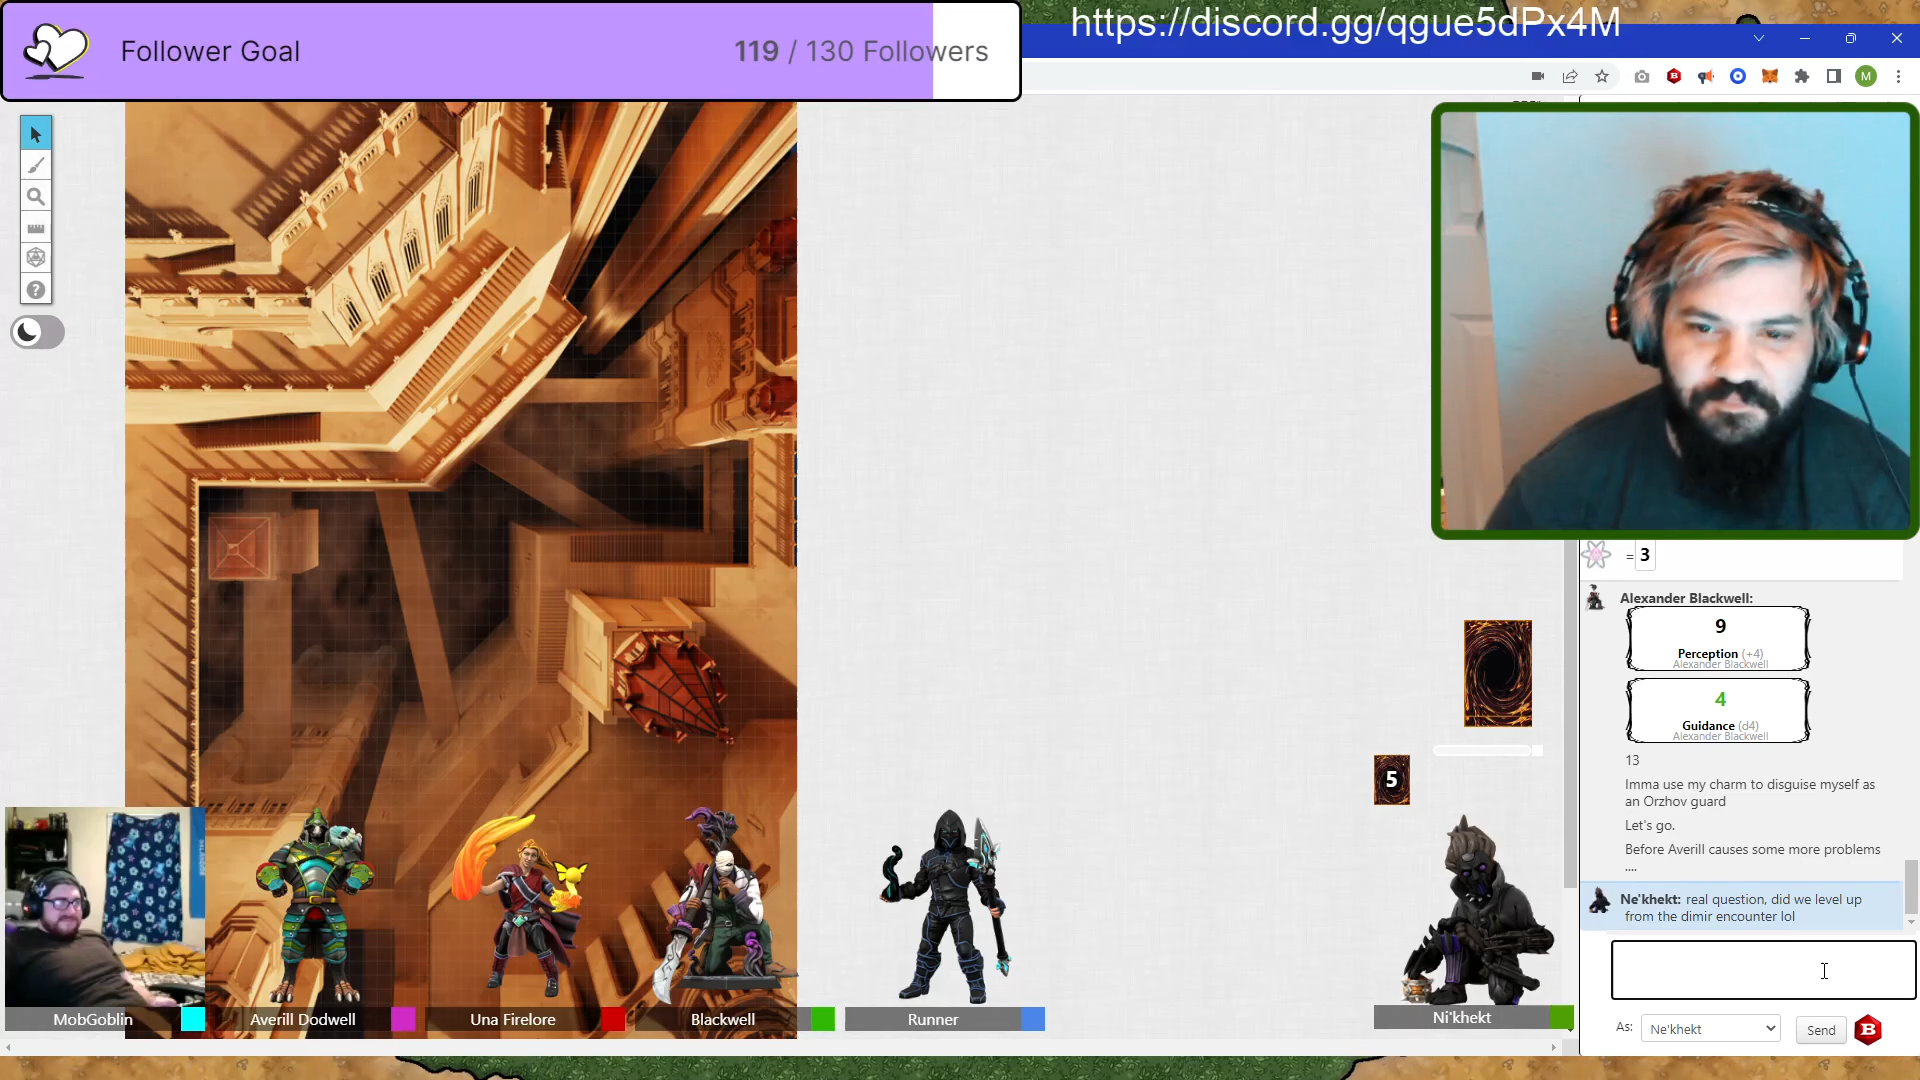 Follower Goal
119 / 130 Followers
https://discord.gg/qgue5dPx4M
M
= 3
Alexander Blackwell:
9
Perception (+4)
Alexander Blackwell
4
Guidance (d4)
Alexander Blackwell
13
Imma use my charm to disguise myself as
an Orzhov guard
Let's go.
Before Averill causes some more problems
....
Ne'khekt: real question, did we level up
from the dimir encounter lol
5
MobGoblin
Averill Dodwell
Una Firelore
Blackwell
Runner
Ni'khekt
As:
Ne'khekt
Send
B